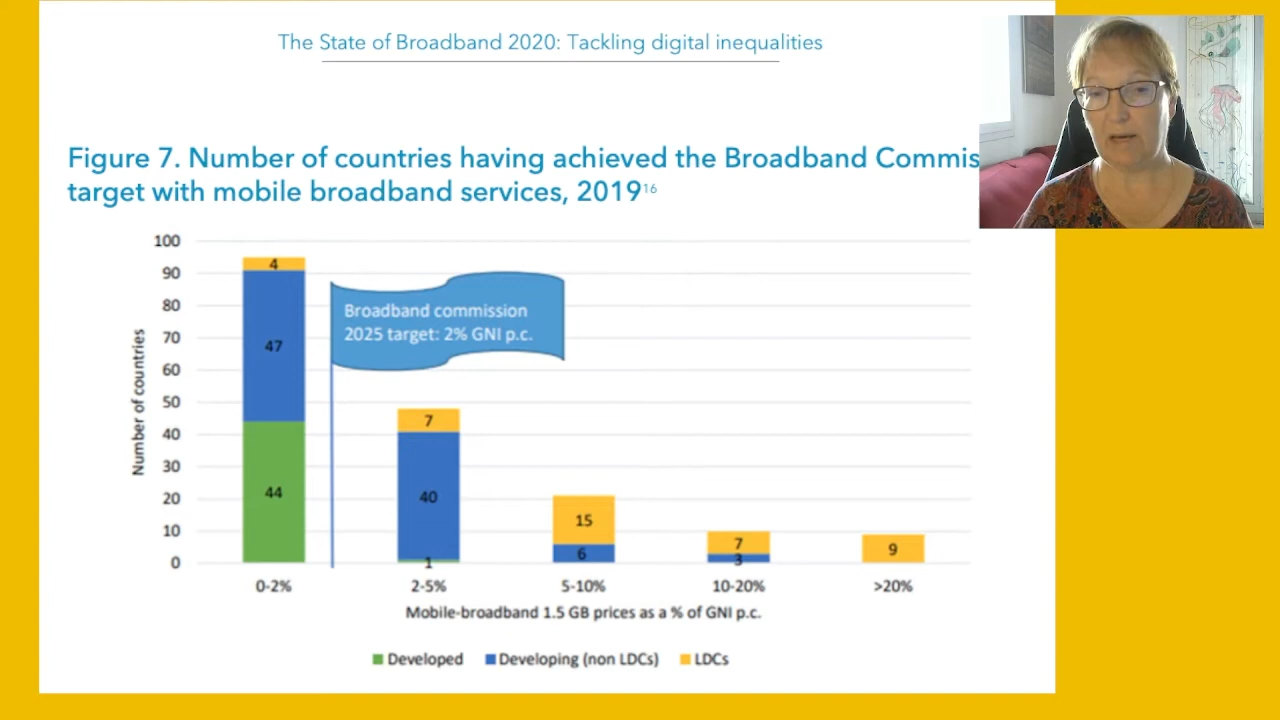 The State of Broadband 2020: Tackling digital inequalities
Figure 7. Number of countries having achieved the Broadband Commis
target with mobile broadband services, 2019¹⁶
Number of countries
100
90
80
70
60
50
40
30
20
10
0
4
47
44
Broadband commission
2025 target: 2% GNI p.c.
7
40
1
15
6
7
3
9
0-2%
2-5%
5-10%
10-20%
>20%
Mobile-broadband 1.5 GB prices as a % of GNI p.c.
Developed
Developing (non LDCs)
LDCs